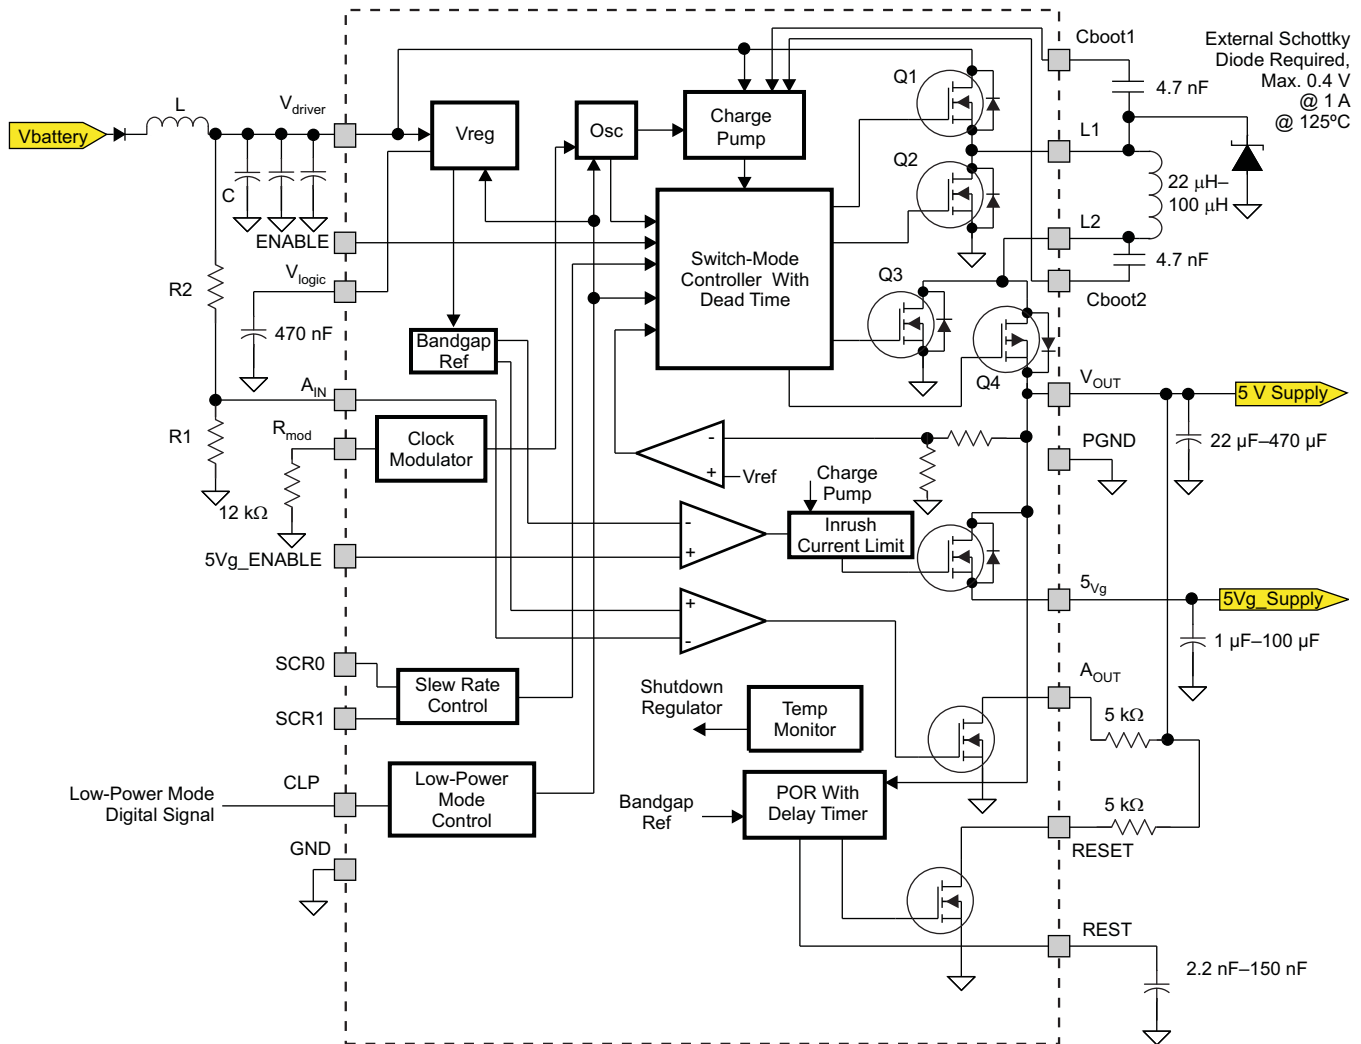 Cboot1
External Schottky
Diode Required,
Max. 0.4 V
@ 1 A
@ 125ºC
4.7 nF
Q1
L
Vdriver
Vbattery
Vreg
Osc
Charge
Pump
L1
Q2
C
22 µH–
100 µH
ENABLE
L2
Switch-Mode
Controller With
Dead Time
4.7 nF
Vlogic
Q3
Cboot2
R2
470 nF
Bandgap
Ref
Q4
AIN
VOUT
5 V Supply
R1
Rmod
Clock
Modulator
-
+
Vref
PGND
22 µF–470 µF
Charge
Pump
12 kΩ
-
+
Inrush
Current Limit
5Vg_ENABLE
5Vg
5Vg_Supply
+
-
1 µF–100 µF
SCR0
Slew Rate
Control
SCR1
Shutdown
Regulator
Temp
Monitor
AOUT
5 kΩ
CLP
Low-Power Mode
Digital Signal
Low-Power
Mode
Control
Bandgap
Ref
POR With
Delay Timer
5 kΩ
RESET
GND
REST
2.2 nF–150 nF